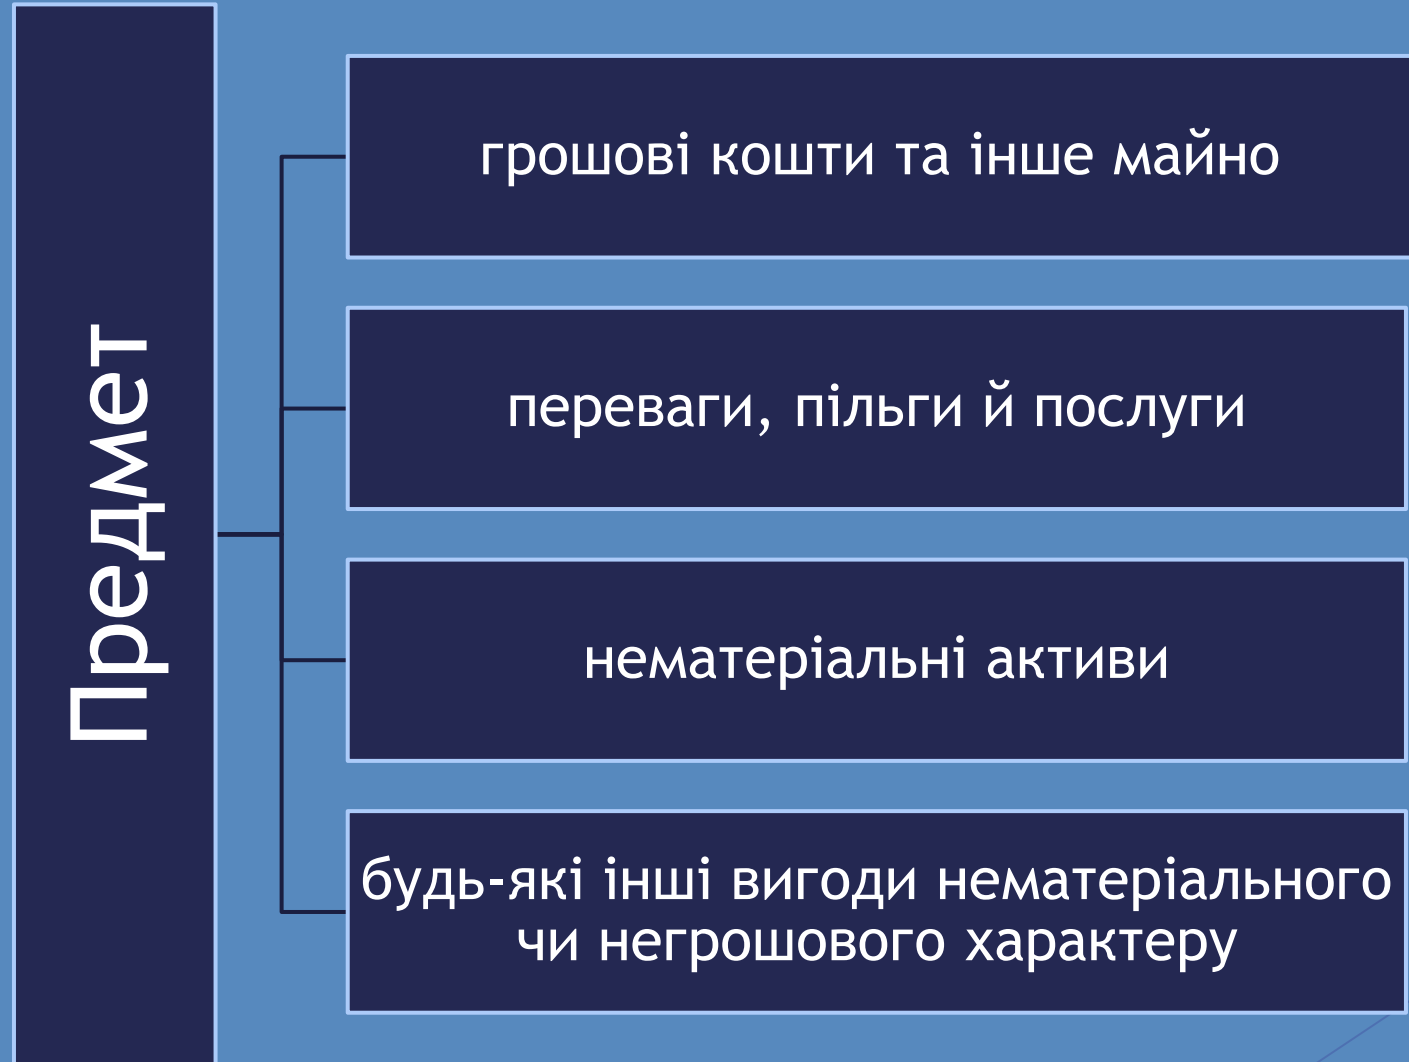 Предмет
грошові кошти та інше майно
переваги, пільги й послуги
нематеріальні активи
будь-які інші вигоди нематеріального
чи негрошового характеру